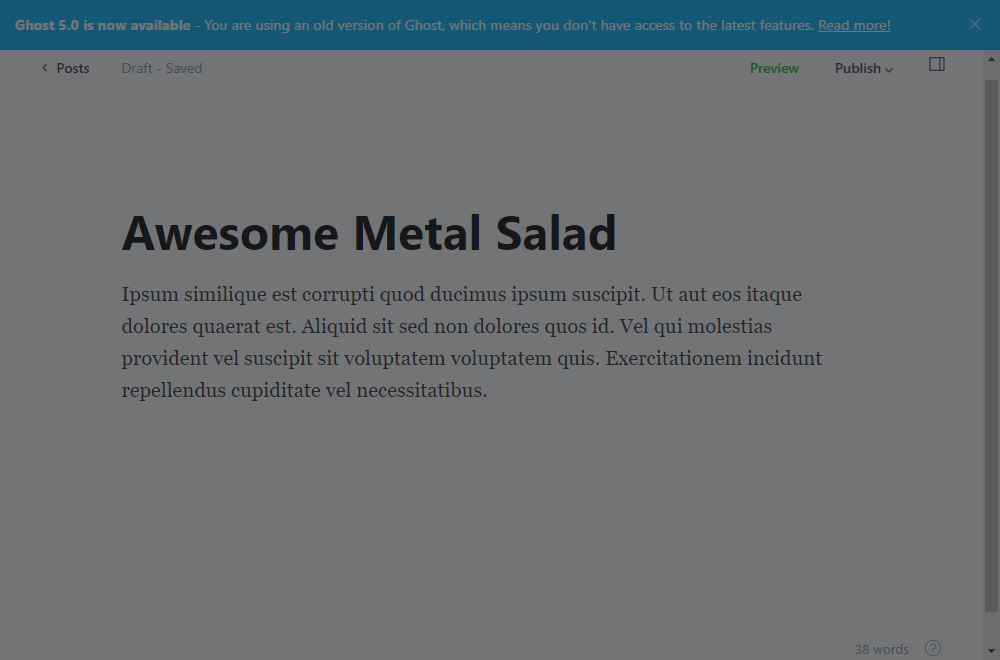 Ghost 5.0 is now available - You are using an old version of Ghost, which means you don't have access to the latest features. Read more!
Posts Draft - Saved Preview Publish
Awesome Metal Salad
Ipsum similique est corrupti quod ducimus ipsum suscipit. Ut aut eos itaque
dolores quaerat est. Aliquid sit sed non dolores quos id. Vel qui molestias
provident vel suscipit sit voluptatem voluptatem quis. Exercitationem incidunt
repellendus cupiditate vel necessitatibus.
38 words ?